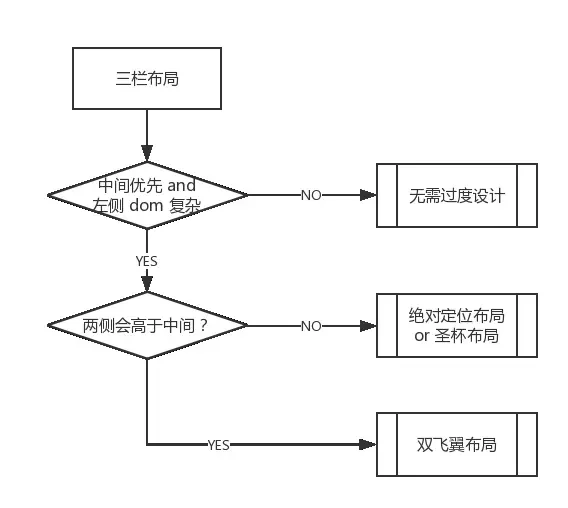 三栏布局
中间优先 and
左侧 dom 复杂
NO
无需过度设计
YES
两侧会高于中间？
NO
绝对定位布局
or 圣杯布局
YES
双飞翼布局